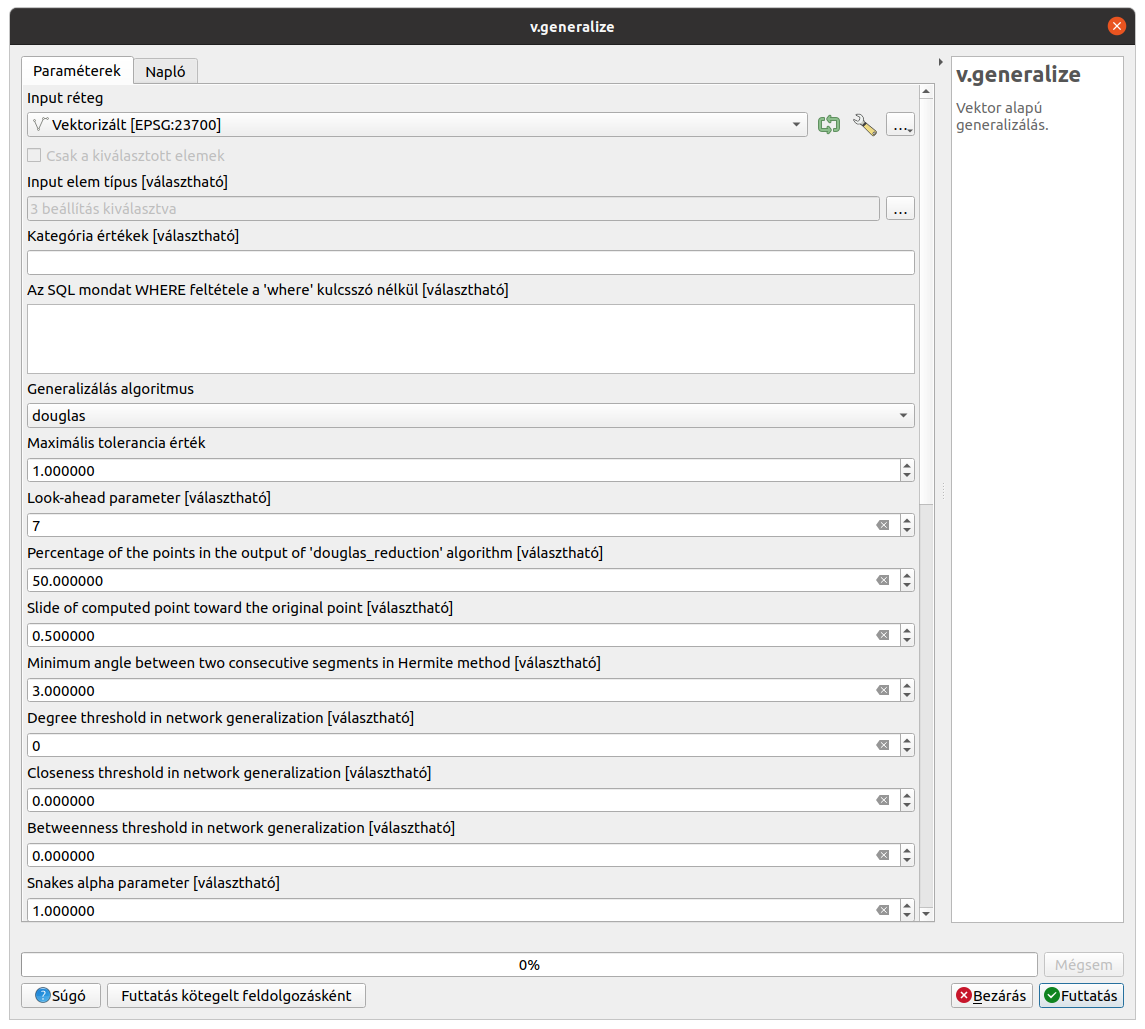 v.generalize
Paraméterek
Napló
Input réteg
Vektorizált [EPSG:23700]
...
Csak a kiválasztott elemek
Input elem típus [választható]
3 beállítás kiválasztva
...
Kategória értékek [választható]
Az SQL mondat WHERE feltétele a 'where' kulcsszó nélkül [választható]
Generalizálás algoritmus
douglas
Maximális tolerancia érték
1.000000
Look-ahead parameter [választható]
7
Percentage of the points in the output of 'douglas_reduction' algorithm [választható]
50.000000
Slide of computed point toward the original point [választható]
0.500000
Minimum angle between two consecutive segments in Hermite method [választható]
3.000000
Degree threshold in network generalization [választható]
0
Closeness threshold in network generalization [választható]
0.000000
Betweenness threshold in network generalization [választható]
0.000000
Snakes alpha parameter [választható]
1.000000
v.generalize
Vektor alapú
generalizálás.
0%
Mégsem
Súgó
Futtatás kötegelt feldolgozásként
Bezárás
Futtatás